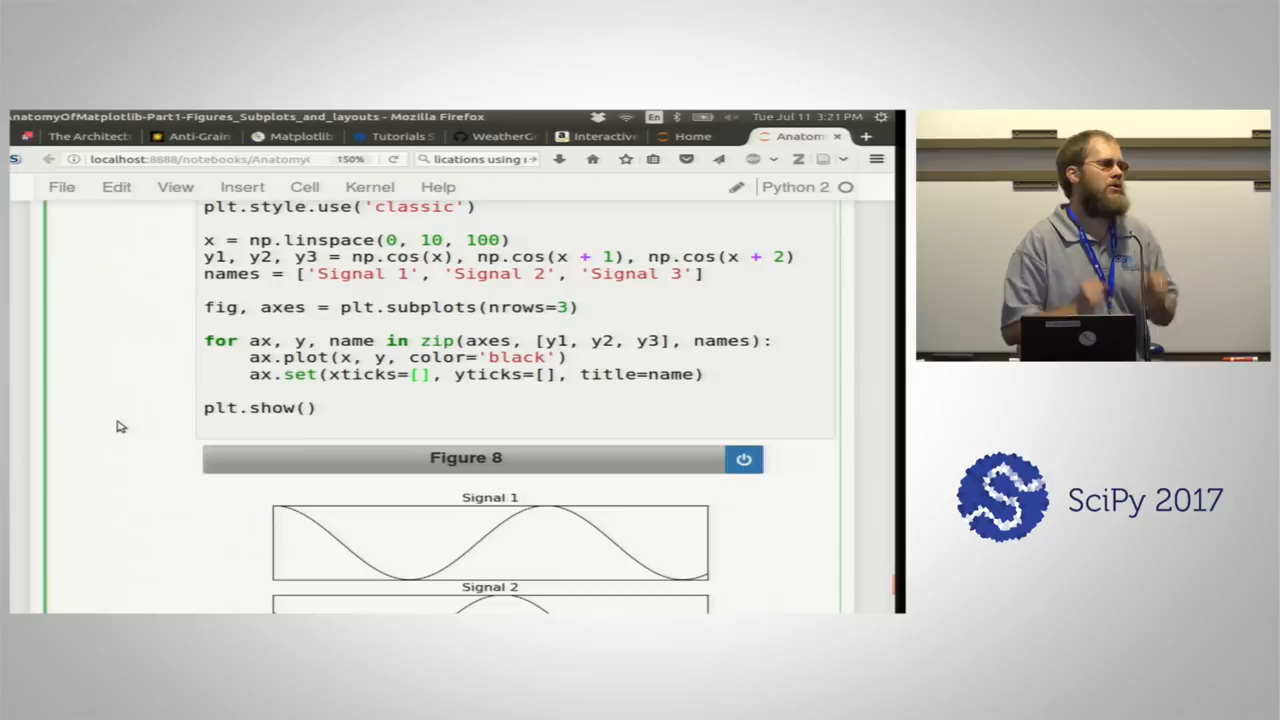 AnatomyOfMatplotlib-Part1-Figures_Subplots_and_layouts - Mozilla Firefox
En
Tue Jul 11 3:21 PM
The Architect
Anti-Grain
Matplotlib
Tutorials S
WeatherG
Interactive
Home
Anatom
localhost:8888/notebooks/Anatomy
150%
lications using
File Edit View Insert Cell Kernel Help
Python 2
plt.style.use('classic')
x = np.linspace(0, 10, 100)
y1, y2, y3 = np.cos(x), np.cos(x + 1), np.cos(x + 2)
names = ['Signal 1', 'Signal 2', 'Signal 3']
fig, axes = plt.subplots(nrows=3)
for ax, y, name in zip(axes, [y1, y2, y3], names):
ax.plot(x, y, color='black')
ax.set(xticks=[], yticks=[], title=name)
plt.show()
Figure 8
Signal 1
Signal 2
SciPy 2017